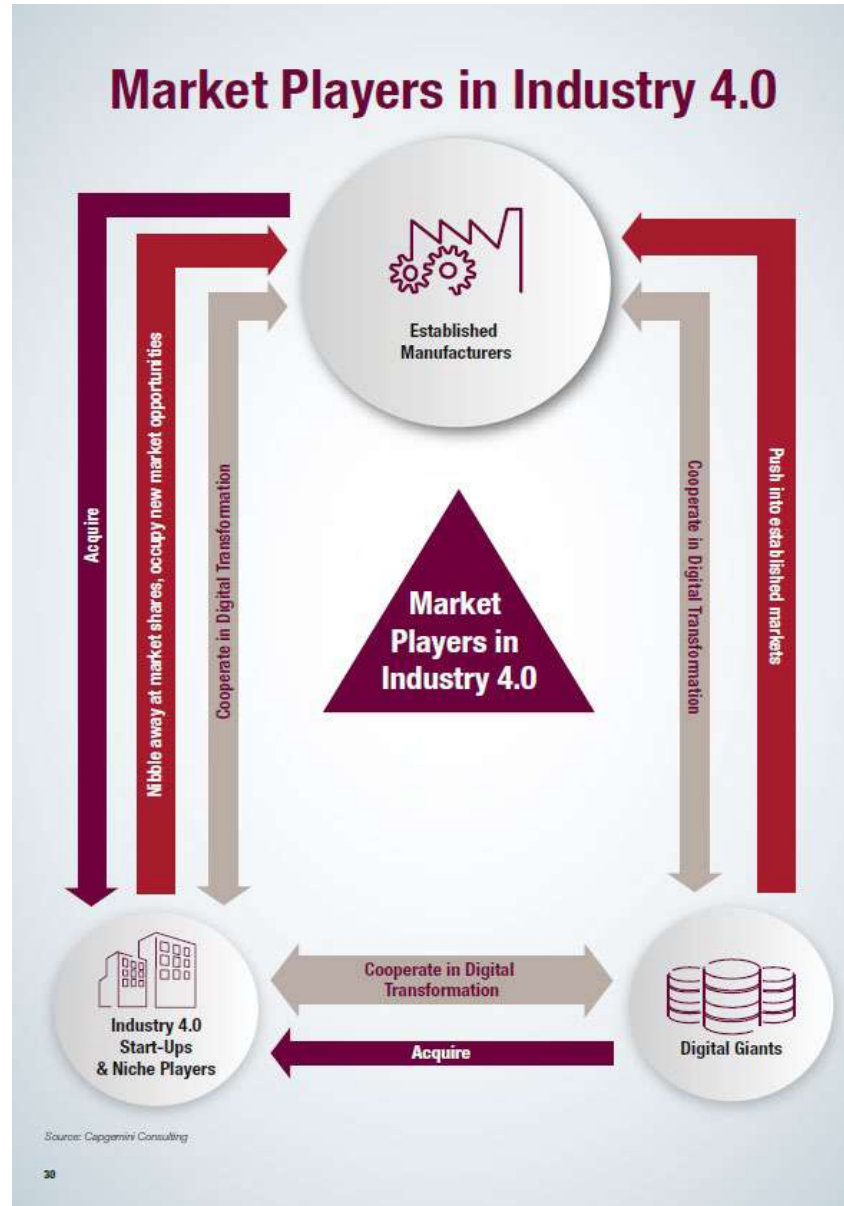 Market Players in Industry 4.0
Established
Manufacturers
Acquire
Nibble away at market shares, occupy new market opportunities
Cooperate in Digital Transformation
Market
Players in
Industry 4.0
Cooperate in Digital Transformation
Push into established markets
Industry 4.0
Start-Ups
& Niche Players
Cooperate in Digital
Transformation
Acquire
Digital Giants
Source: Capgemini Consulting
30